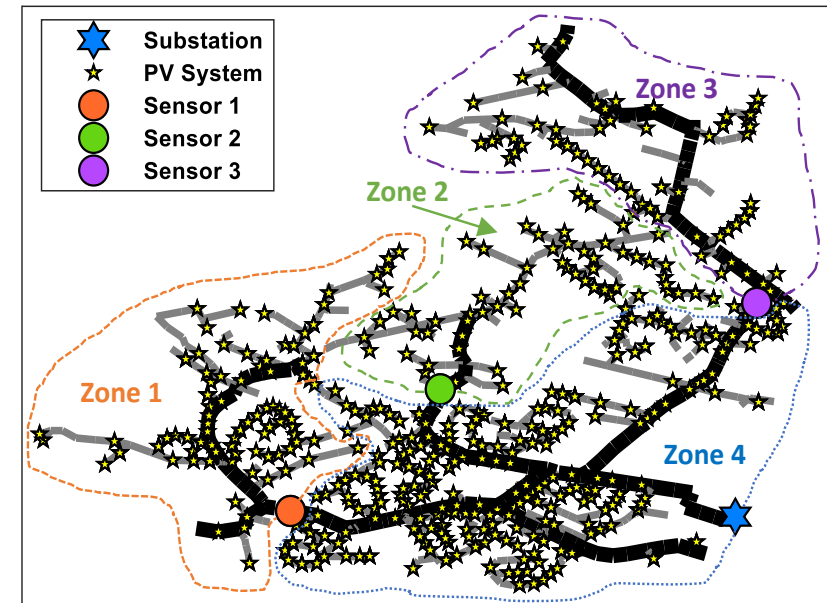 Substation
PV System
Sensor 1
Sensor 2
Sensor 3
Zone 3
Zone 2
Zone 1
Zone 4